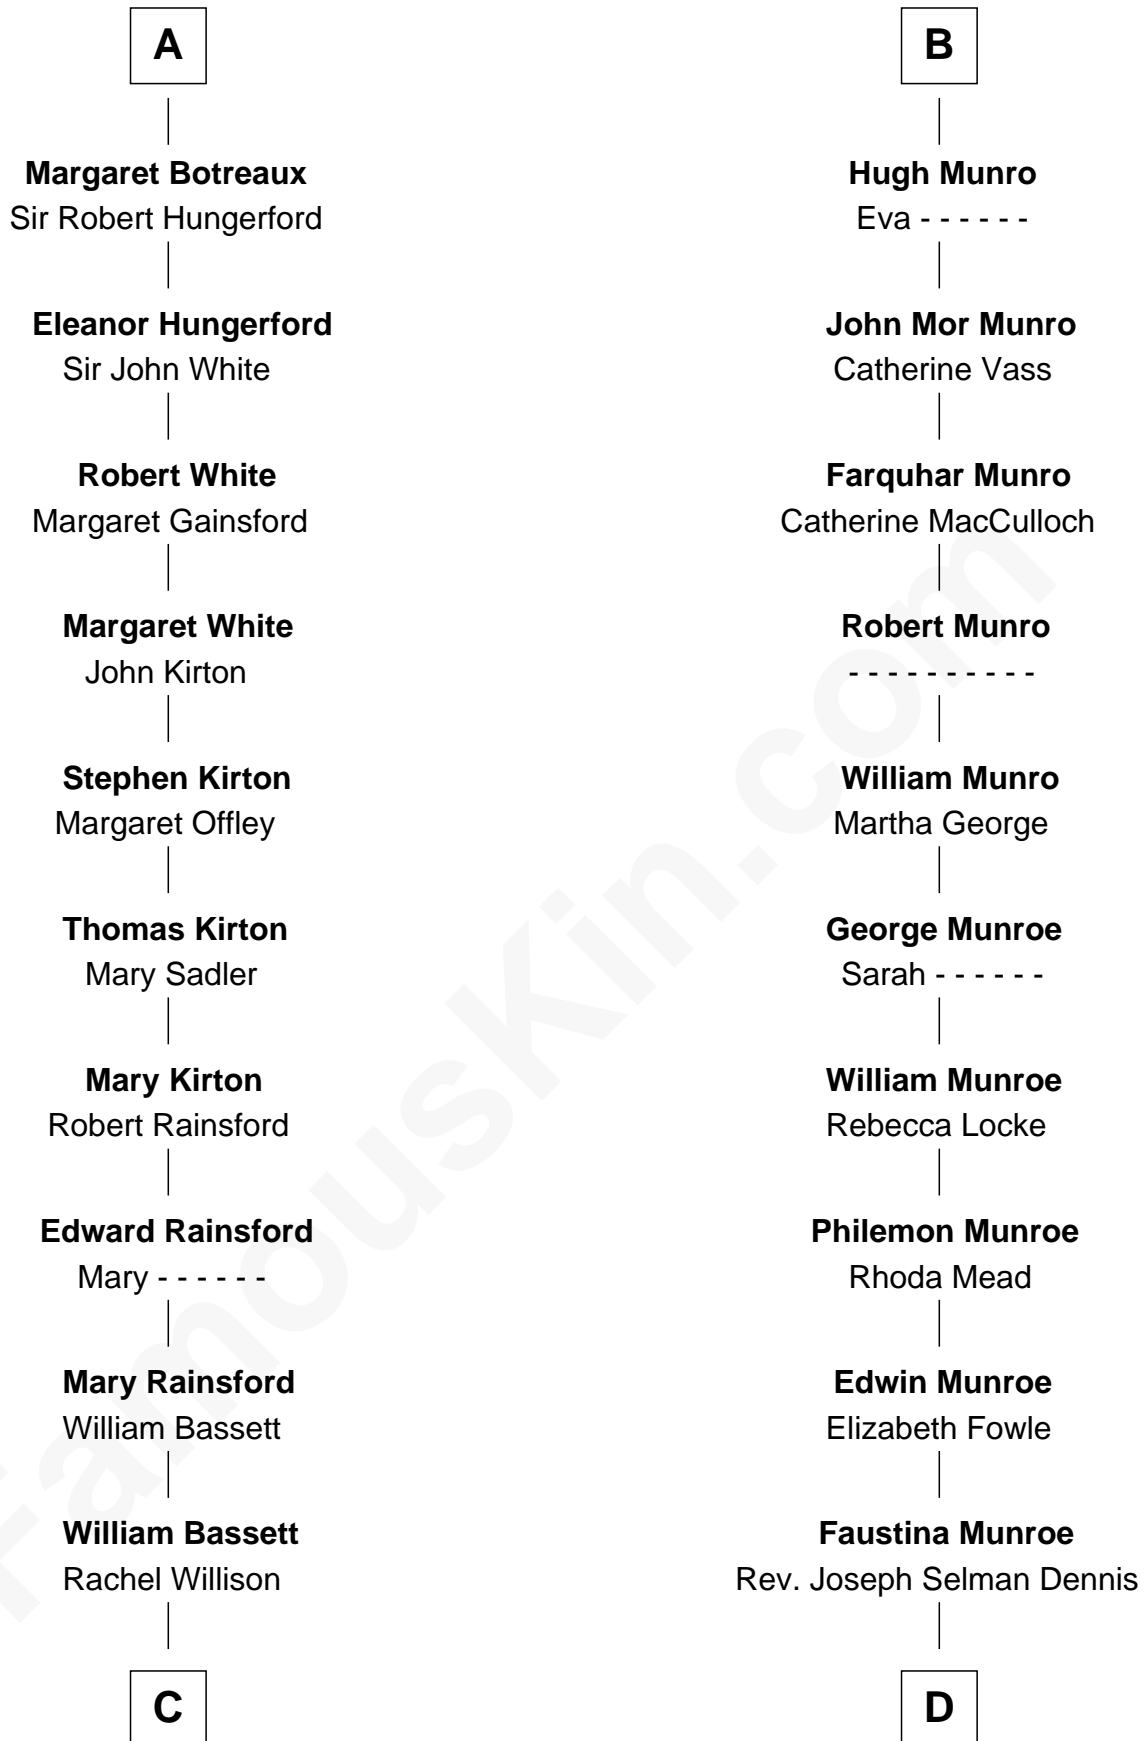 A
Margaret Botreaux
Sir Robert Hungerford
Eleanor Hungerford
Sir John White
Robert White
Margaret Gainsford
Margaret White
John Kirton
Stephen Kirton
Margaret Offley
Thomas Kirton
Mary Sadler
Mary Kirton
Robert Rainsford
Edward Rainsford
Mary - - - - - -
Mary Rainsford
William Bassett
William Bassett
Rachel Willison
C
B
Hugh Munro
Eva - - - - - -
John Mor Munro
Catherine Vass
Farquhar Munro
Catherine MacCulloch
Robert Munro
- - - - - - - - - -
William Munro
Martha George
George Munroe
Sarah - - - - - -
William Munroe
Rebecca Locke
Philemon Munroe
Rhoda Mead
Edwin Munroe
Elizabeth Fowle
Faustina Munroe
Rev. Joseph Selman Dennis
D
FamousKin.com